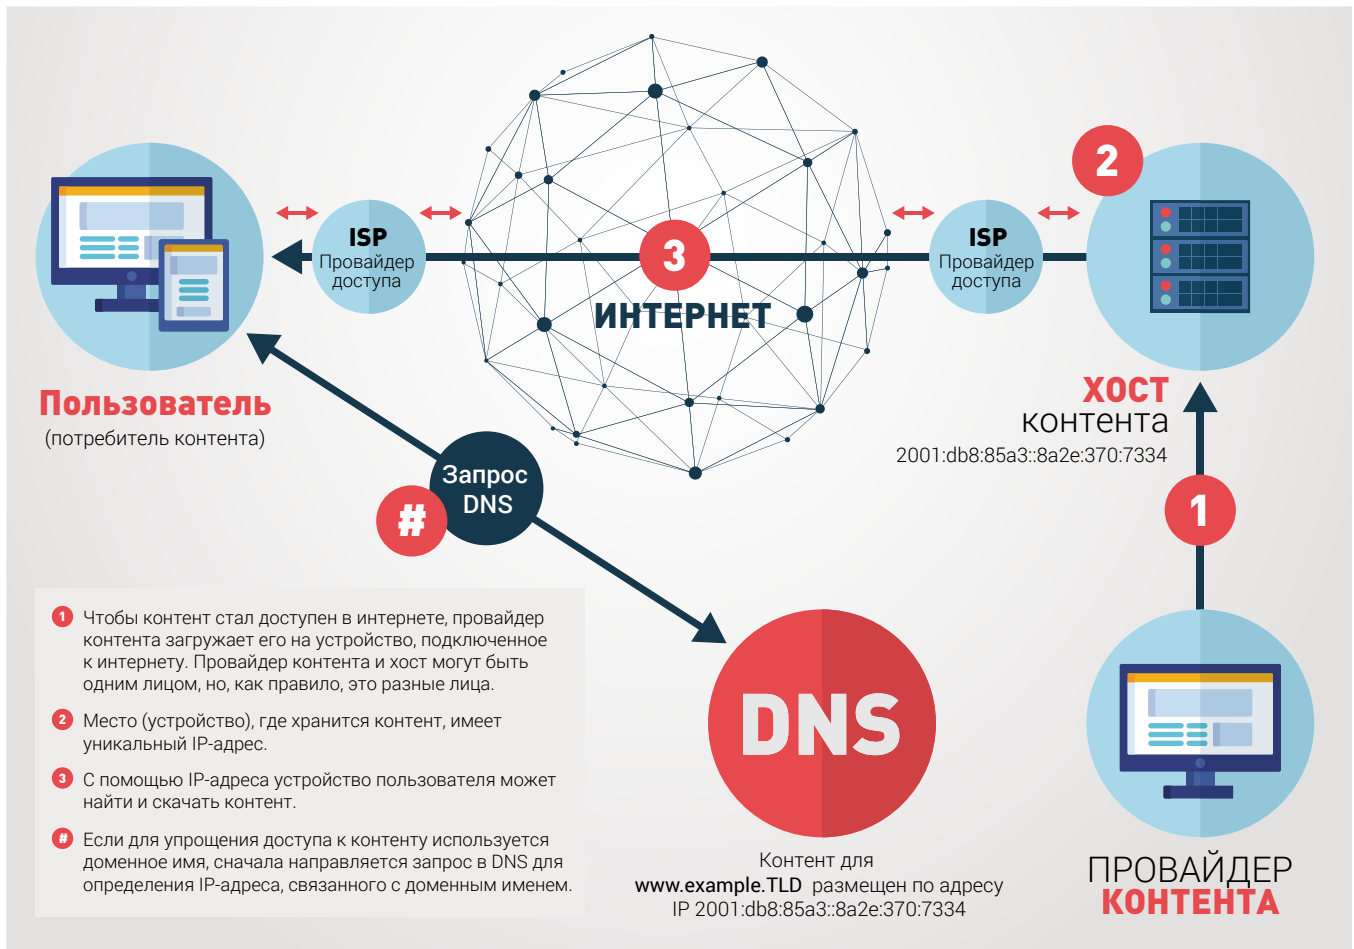 2
ISP
Провайдер
доступа
3
ИНТЕРНЕТ
ISP
Провайдер
доступа
Пользователь
(потребитель контента)
ХОСТ
контента
2001:db8:85a3::8a2e:370:7334
Запрос
DNS
#
1
1 Чтобы контент стал доступен в интернете, провайдер
контента загружает его на устройство, подключенное
к интернету. Провайдер контента и хост могут быть
одним лицом, но, как правило, это разные лица.
2 Место (устройство), где хранится контент, имеет
уникальный IP-адрес.
3 С помощью IP-адреса устройство пользователя может
найти и скачать контент.
# Если для упрощения доступа к контенту используется
доменное имя, сначала направляется запрос в DNS для
определения IP-адреса, связанного с доменным именем.
DNS
Контент для
www.example.TLD размещен по адресу
IP 2001:db8:85a3::8a2e:370:7334
ПРОВАЙДЕР
КОНТЕНТА